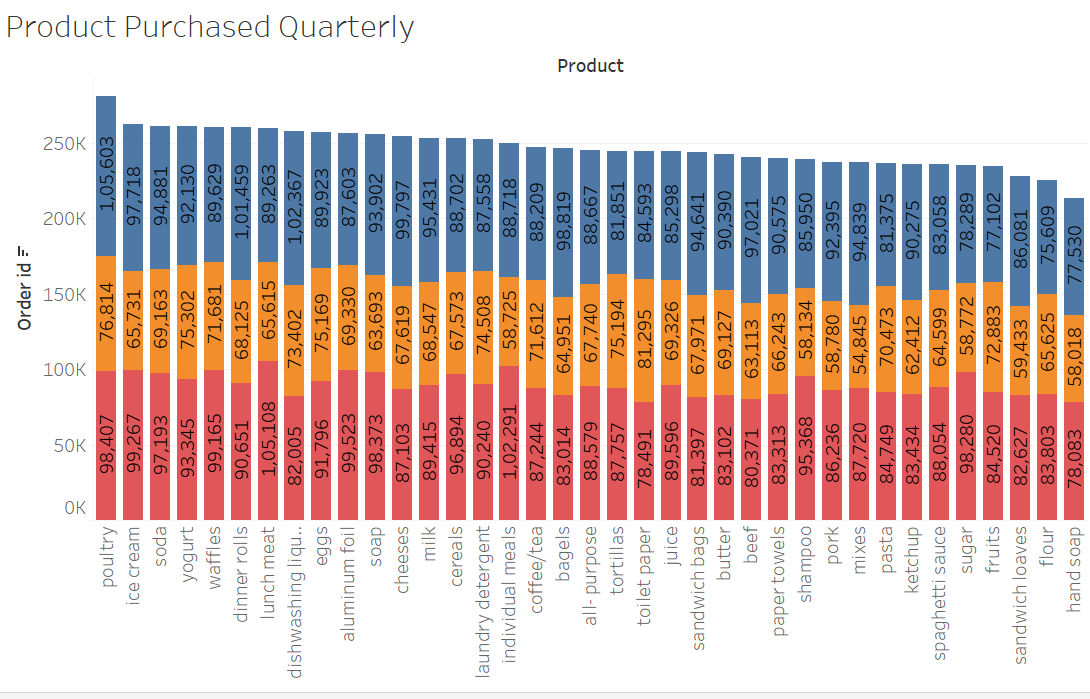 Product Purchased Quarterly
Product
Order id
250K
200K
150K
100K
50K
0K
1,05,603
97,718
94,881
92,130
89,629
1,01,459
89,263
1,02,367
89,923
87,603
93,902
99,797
95,431
88,702
87,558
88,718
88,209
98,819
88,667
81,851
84,593
85,298
94,641
90,390
97,021
90,575
85,950
92,395
94,839
81,375
90,275
83,058
78,289
77,102
86,081
75,609
77,530
76,814
65,731
69,163
75,302
71,681
68,125
65,615
73,402
75,169
69,330
63,693
67,619
68,547
67,573
74,508
58,725
71,612
64,951
67,740
75,194
81,295
69,326
67,971
69,127
63,113
66,243
58,134
58,780
54,845
70,473
62,412
64,599
58,772
72,883
59,433
65,625
58,018
98,407
99,267
97,193
93,345
99,165
90,651
1,05,108
82,005
91,796
99,523
98,373
87,103
89,415
96,894
90,240
1,02,291
87,244
83,014
88,579
87,757
78,491
89,596
81,397
83,102
80,371
83,313
95,368
86,236
87,720
84,749
83,434
88,054
98,280
84,520
82,627
83,803
78,083
poultry
ice cream
soda
yogurt
waffles
dinner rolls
lunch meat
dishwashing liqu..
eggs
aluminum foil
soap
cheeses
milk
cereals
laundry detergent
individual meals
coffee/tea
bagels
all- purpose
tortillas
toilet paper
juice
sandwich bags
butter
beef
paper towels
shampoo
pork
mixes
pasta
ketchup
spaghetti sauce
sugar
fruits
sandwich loaves
flour
hand soap